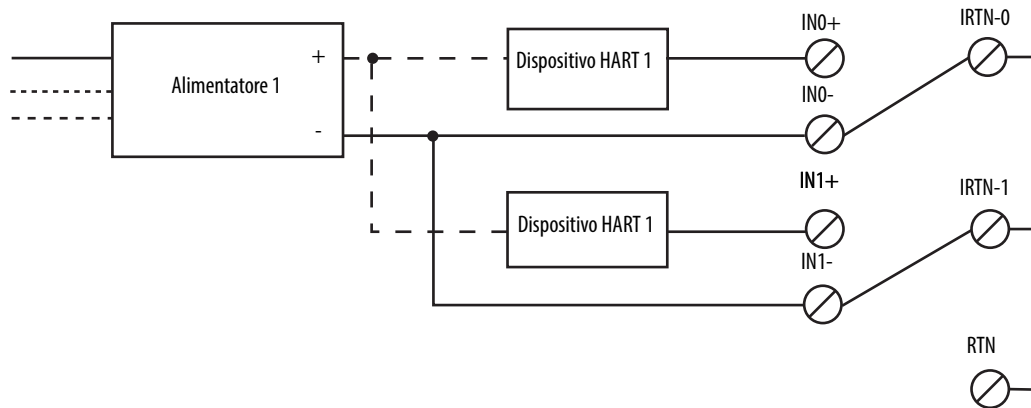 IN0+
IRTN-0
+
Alimentatore 1
Dispositivo HART 1
IN0-
-
IN1+
IRTN-1
Dispositivo HART 1
IN1-
RTN